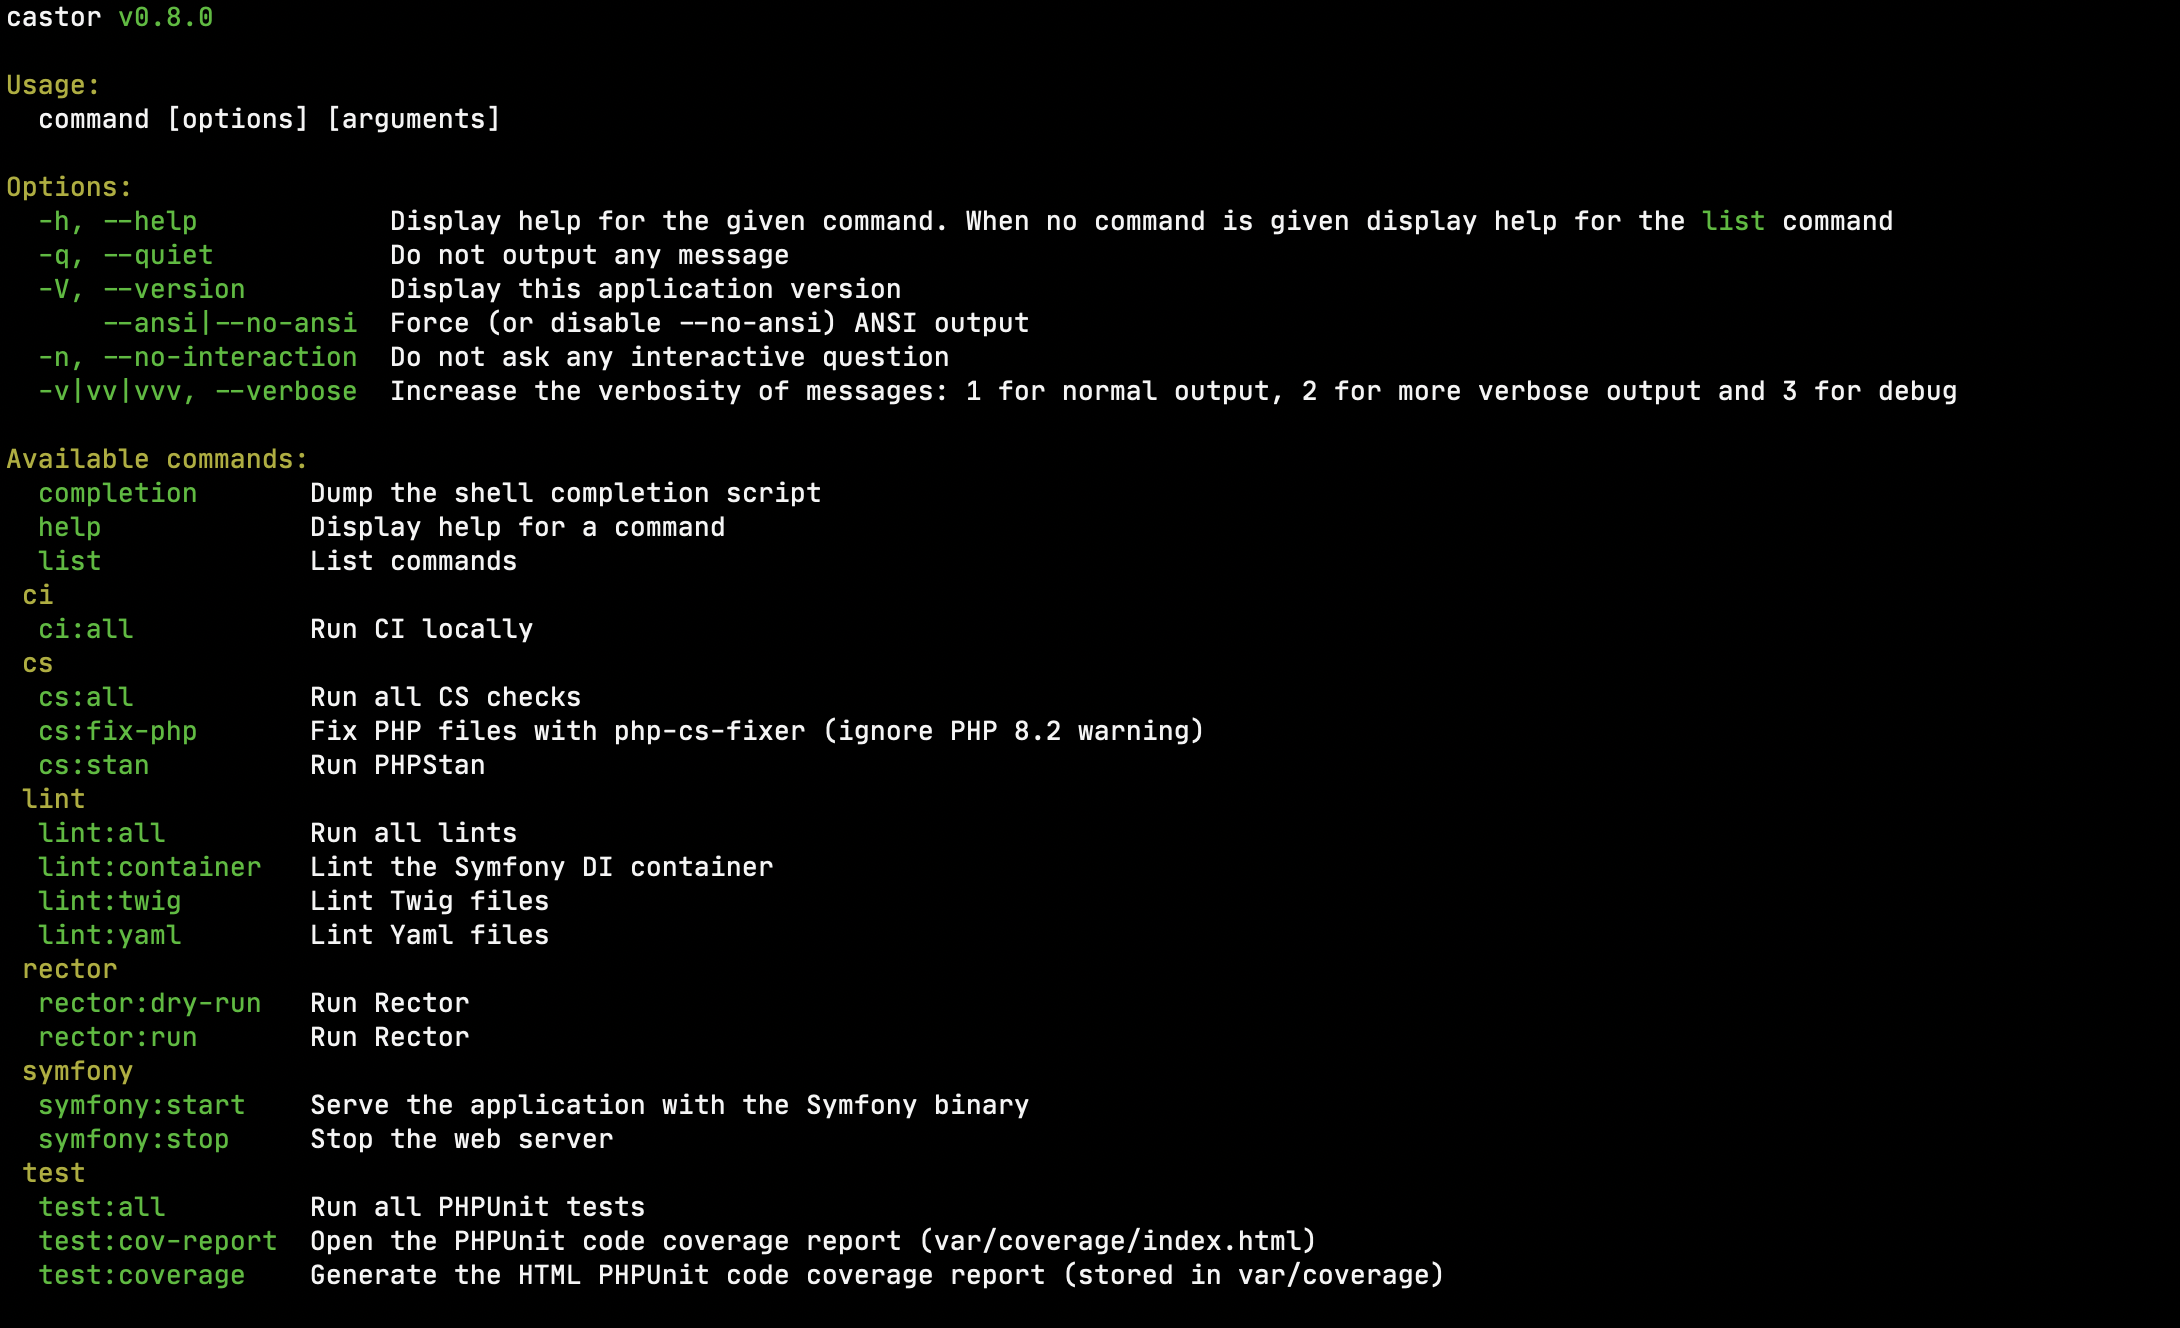 castor v0.8.0
Usage:
command [options] [arguments]
Options:
-h, --help Display help for the given command. When no command is given display help for the list command
-q, --quiet Do not output any message
-V, --version Display this application version
--ansi|--no-ansi Force (or disable --no-ansi) ANSI output
-n, --no-interaction Do not ask any interactive question
-v|vv|vvv, --verbose Increase the verbosity of messages: 1 for normal output, 2 for more verbose output and 3 for debug
Available commands:
completion Dump the shell completion script
help Display help for a command
list List commands
ci
ci:all Run CI locally
cs
cs:all Run all CS checks
cs:fix-php Fix PHP files with php-cs-fixer (ignore PHP 8.2 warning)
cs:stan Run PHPStan
lint
lint:all Run all lints
lint:container Lint the Symfony DI container
lint:twig Lint Twig files
lint:yaml Lint Yaml files
rector
rector:dry-run Run Rector
rector:run Run Rector
symfony
symfony:start Serve the application with the Symfony binary
symfony:stop Stop the web server
test
test:all Run all PHPUnit tests
test:cov-report Open the PHPUnit code coverage report (var/coverage/index.html)
test:coverage Generate the HTML PHPUnit code coverage report (stored in var/coverage)